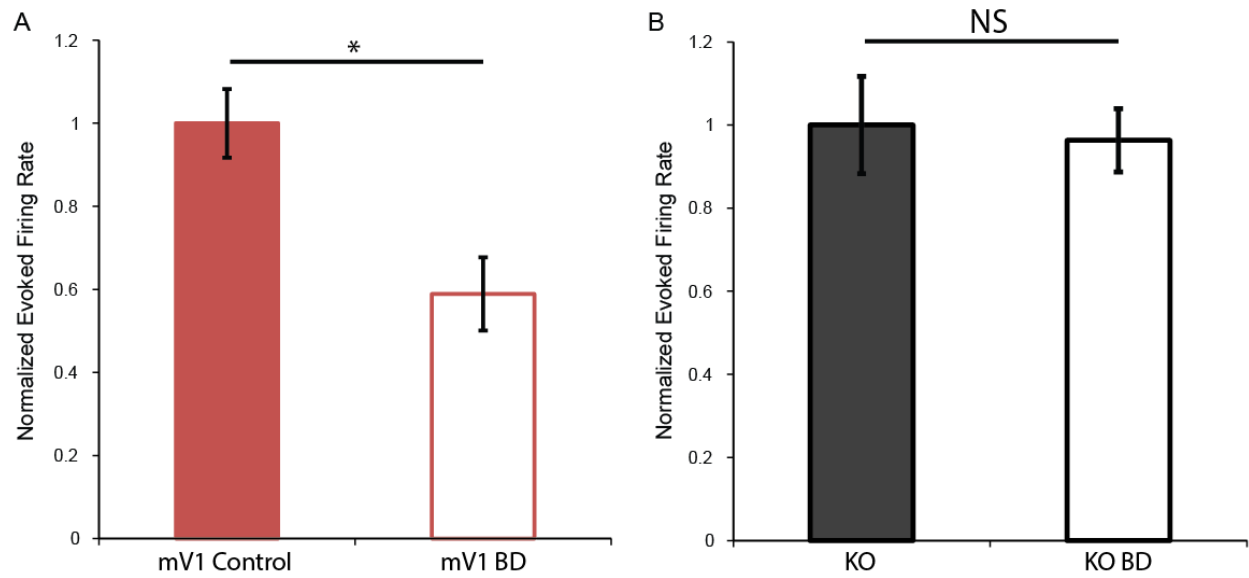 A
*
Normalized Evoked Firing Rate
1.2
1
0.8
0.6
0.4
0.2
0
mV1 Control
mV1 BD
B
NS
Normalized Evoked Firing Rate
1.2
1
0.8
0.6
0.4
0.2
0
KO
KO BD